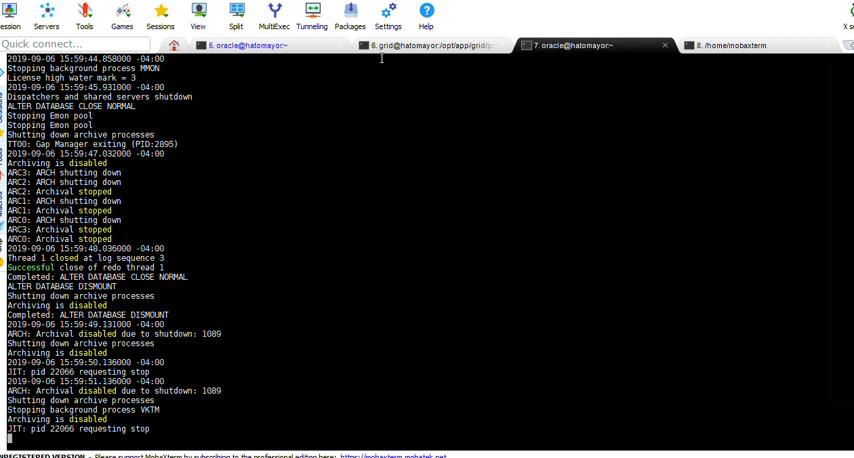 ession Servers Tools Games Sessions View Split MultiExec Tunneling Packages Settings Help X se
Quick connect...
5. oracle@hatomayor:~
6. grid@hatomayor:/opt/app/grid/pr
7. oracle@hatomayor:~
8. /home/mobaxterm
2019-09-06 15:59:44.858000 -04:00
Stopping background process MMON
License high water mark = 3
2019-09-06 15:59:45.931000 -04:00
Dispatchers and shared servers shutdown
ALTER DATABASE CLOSE NORMAL
Stopping Emon pool
Stopping Emon pool
Shutting down archive processes
TT00: Gap Manager exiting (PID:2895)
2019-09-06 15:59:47.032000 -04:00
Archiving is disabled
ARC3: ARCH shutting down
ARC2: ARCH shutting down
ARC2: Archival stopped
ARC1: ARCH shutting down
ARC1: Archival stopped
ARC0: ARCH shutting down
ARC3: Archival stopped
ARC0: Archival stopped
2019-09-06 15:59:48.036000 -04:00
Thread 1 closed at log sequence 3
Successful close of redo thread 1
Completed: ALTER DATABASE CLOSE NORMAL
ALTER DATABASE DISMOUNT
Shutting down archive processes
Archiving is disabled
Completed: ALTER DATABASE DISMOUNT
2019-09-06 15:59:49.131000 -04:00
ARCH: Archival disabled due to shutdown: 1089
Shutting down archive processes
Archiving is disabled
2019-09-06 15:59:50.136000 -04:00
JIT: pid 22066 requesting stop
2019-09-06 15:59:51.136000 -04:00
ARCH: Archival disabled due to shutdown: 1089
Shutting down archive processes
Stopping background process VKTM
Archiving is disabled
JIT: pid 22066 requesting stop
NREGISTERED VERSION - Please support MobaXterm by subscribing to the professional edition here: https://mobaxterm.mobatek.net